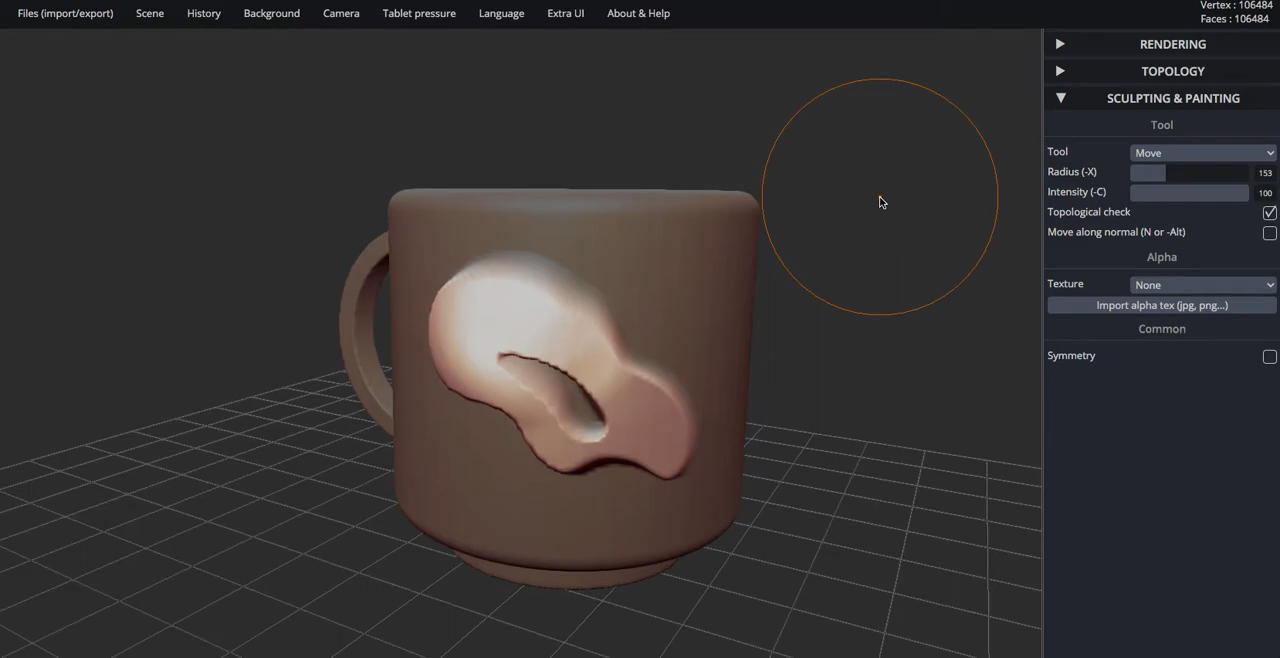 Files (import/export) Scene History Background Camera Tablet pressure Language Extra UI About & Help
Vertex : 106484
Faces : 106484
RENDERING
TOPOLOGY
SCULPTING & PAINTING
Tool
Tool Move
Radius (-X) 153
Intensity (-C) 100
Topological check
Move along normal (N or -Alt)
Alpha
Texture None
Import alpha tex (jpg, png...)
Common
Symmetry